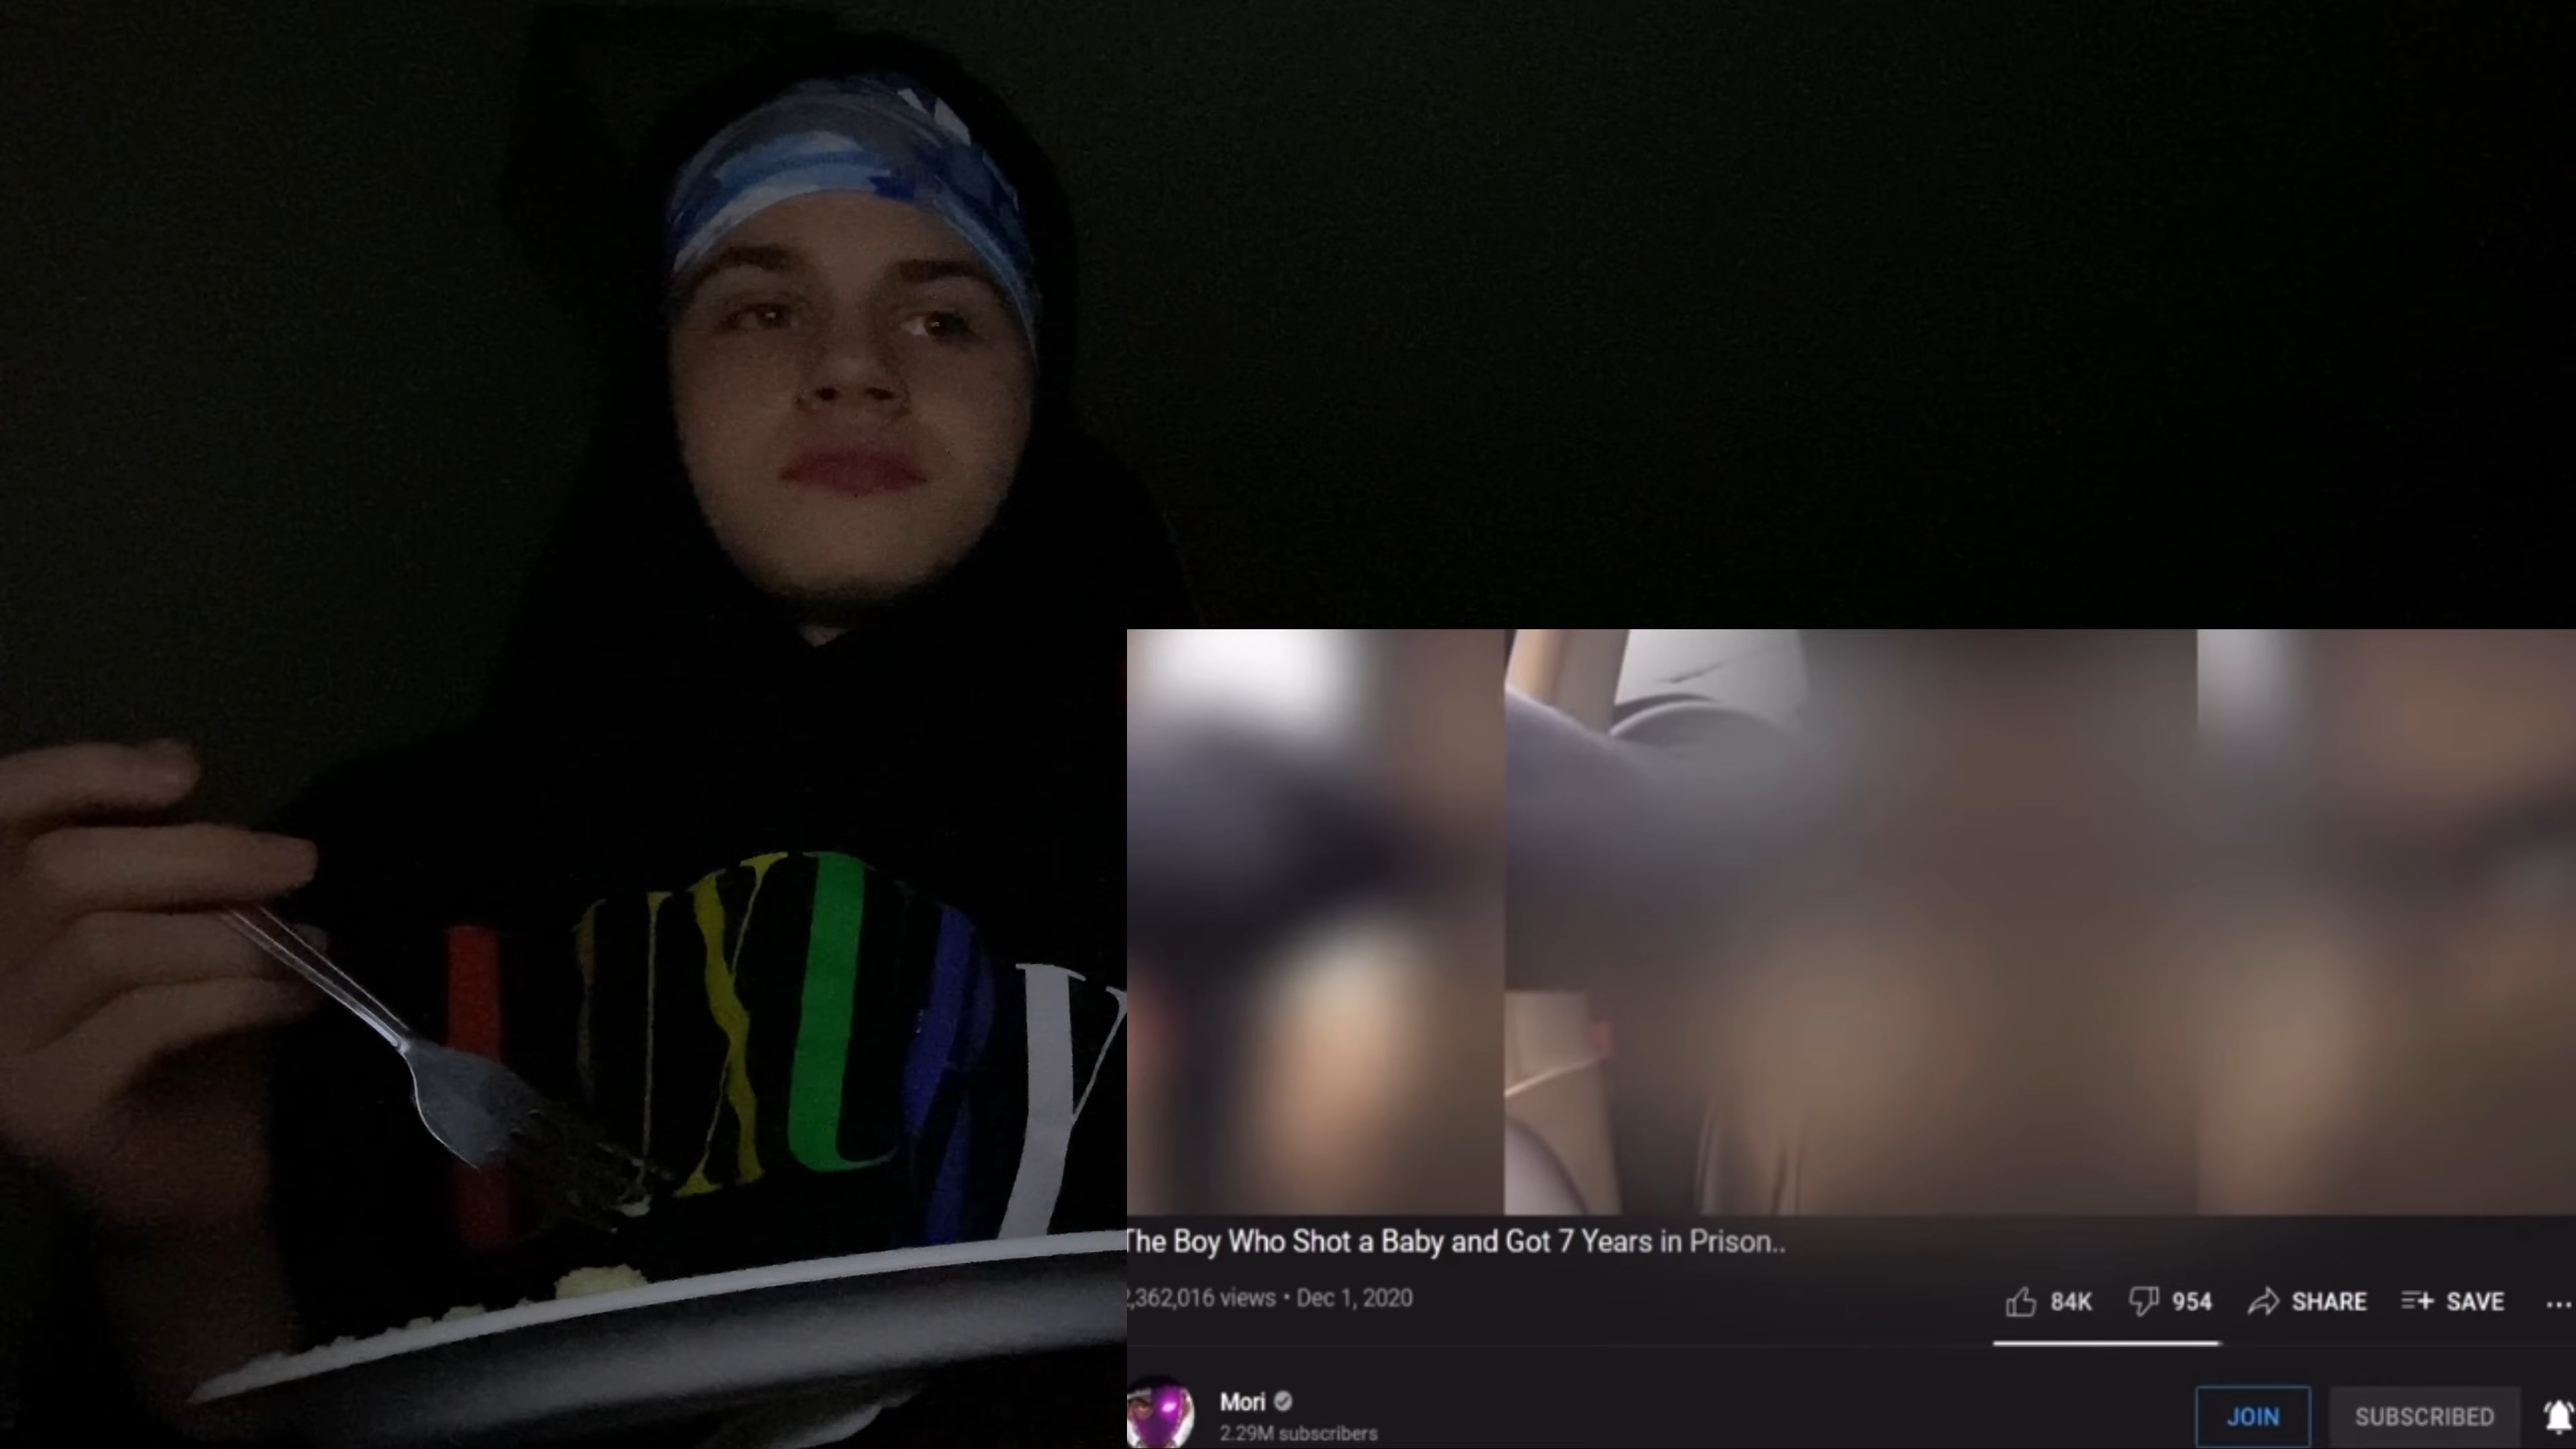 LXUXY
The Boy Who Shot a Baby and Got 7 Years in Prison..
,362,016 views • Dec 1, 2020
84K 954 SHARE SAVE
Mori
2.29M subscribers
JOIN SUBSCRIBED